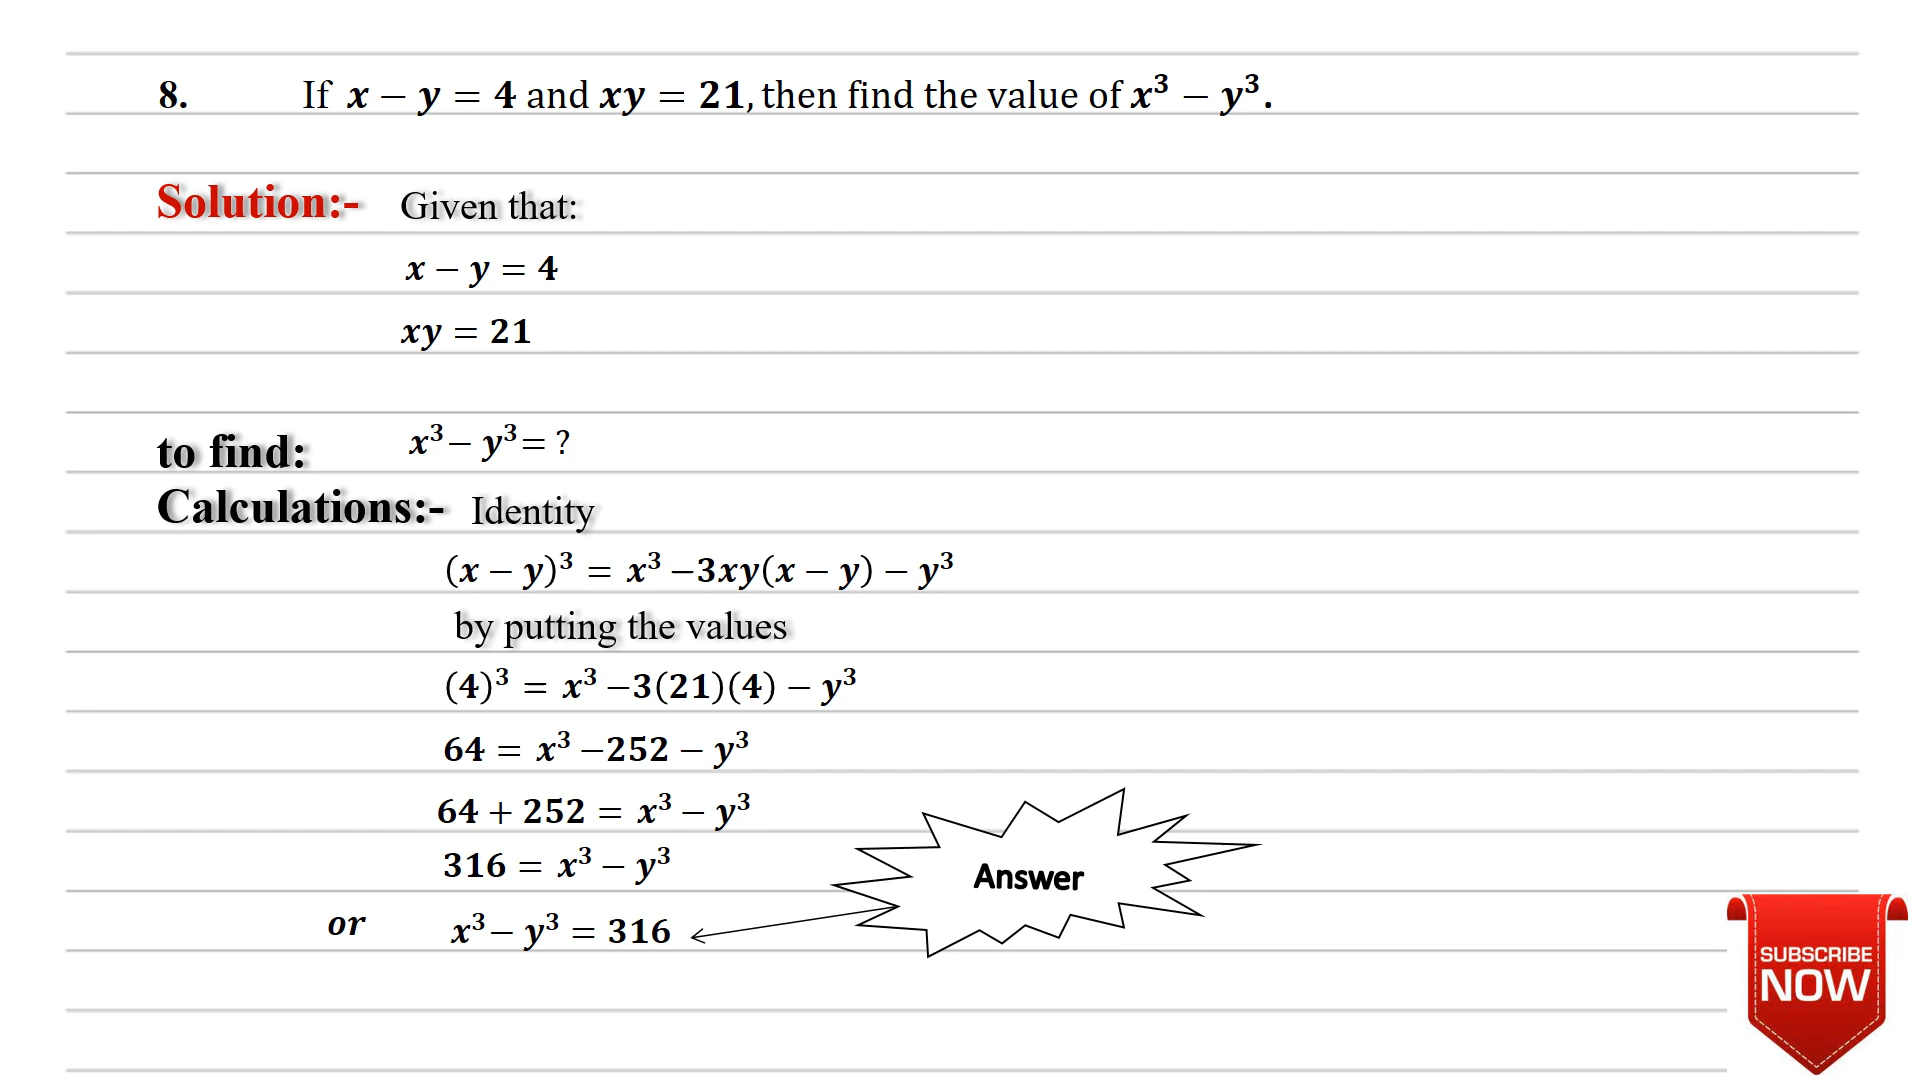 8. If x − y = 4 and xy = 21, then find the value of x³ − y³.
Solution:- Given that:
x − y = 4
xy = 21
to find: x³ − y³ = ?
Calculations:- Identity
(x − y)³ = x³ −3xy(x − y) − y³
by putting the values
(4)³ = x³ −3(21)(4) − y³
64 = x³ −252 − y³
64 + 252 = x³ − y³
316 = x³ − y³
Answer
or x³ − y³ = 316
SUBSCRIBE
NOW